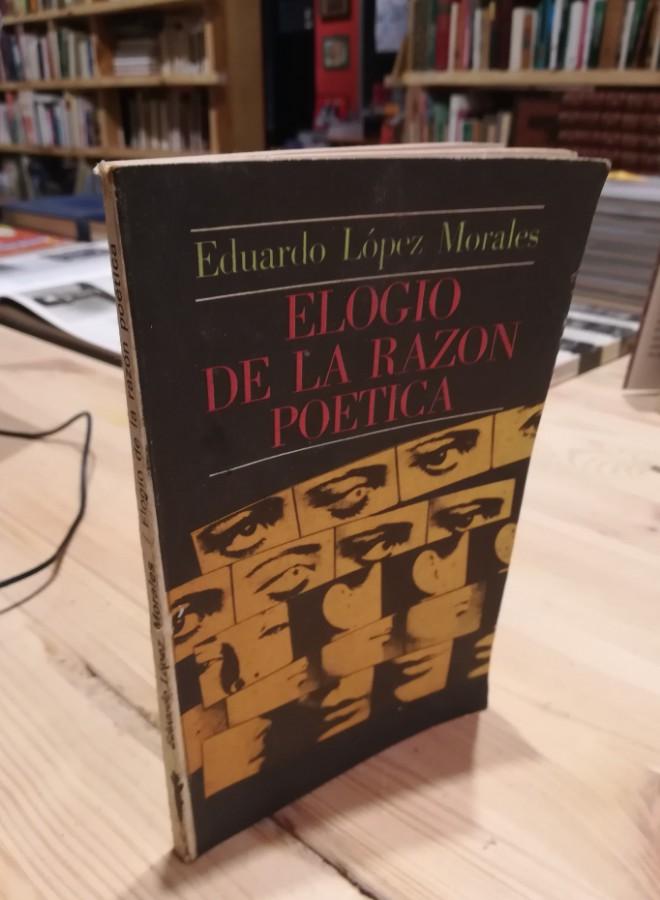 Eduardo López Morales
ELOGIO
DE LA RAZON
POETICA
Eduardo López Morales / Elogio de la razón poética